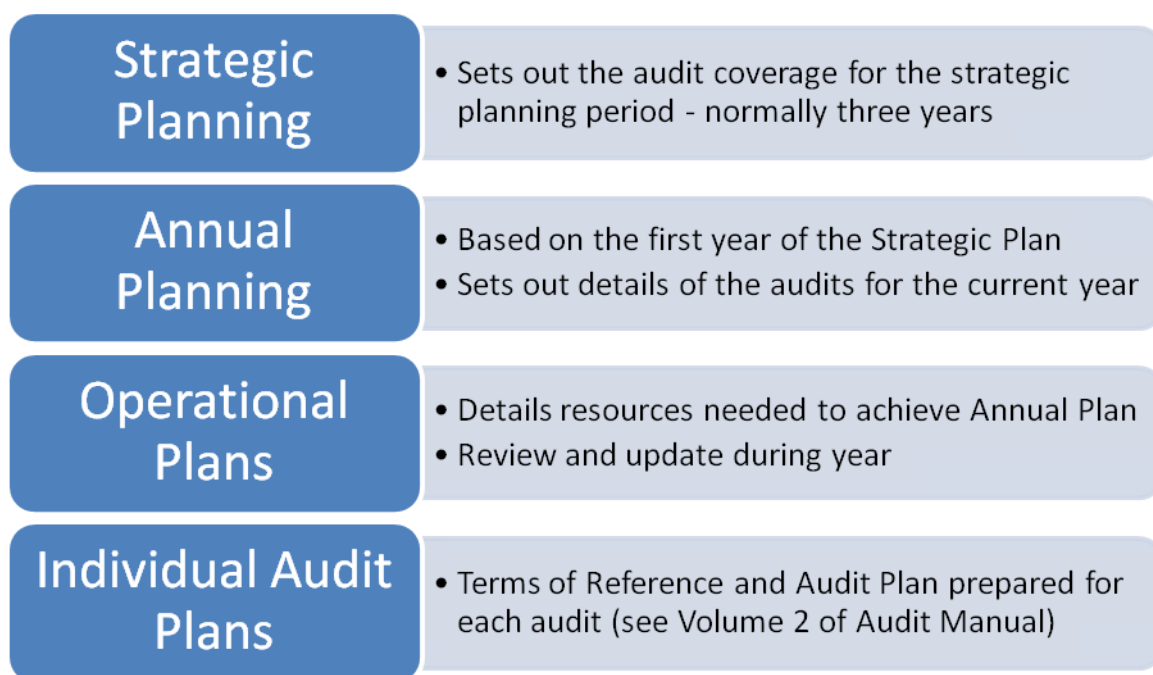 Strategic
Planning
• Sets out the audit coverage for the strategic
planning period - normally three years
Annual
Planning
• Based on the first year of the Strategic Plan
• Sets out details of the audits for the current year
Operational
Plans
• Details resources needed to achieve Annual Plan
• Review and update during year
Individual Audit
Plans
• Terms of Reference and Audit Plan prepared for
each audit (see Volume 2 of Audit Manual)